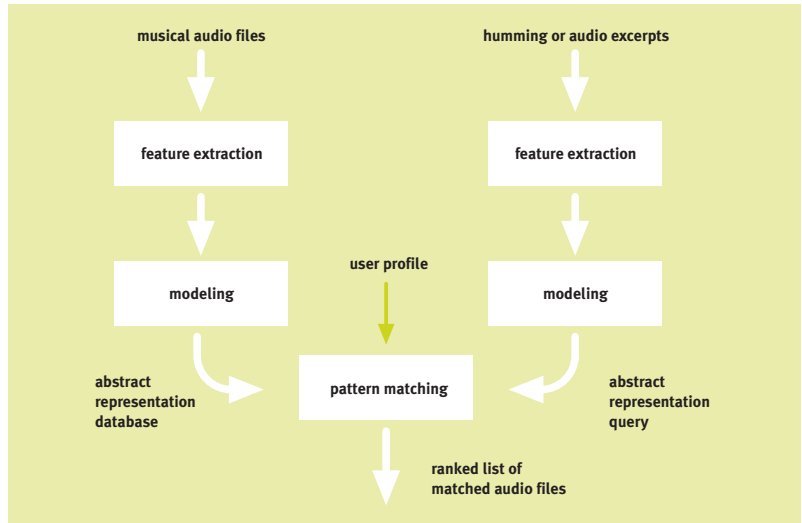 musical audio files
humming or audio excerpts
feature extraction
feature extraction
user profile
modeling
modeling
pattern matching
abstract
representation
database
abstract
representation
query
ranked list of
matched audio files